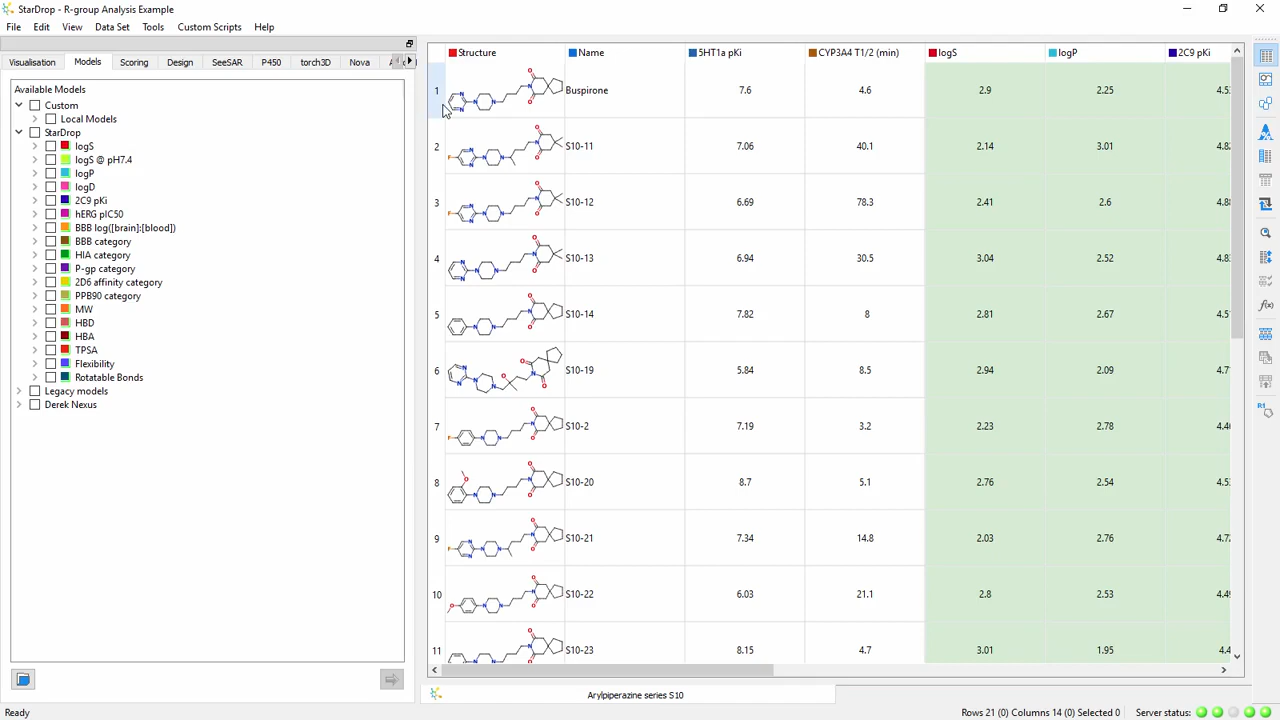 StarDrop - R-group Analysis Example
File Edit View Data Set Tools Custom Scripts Help
Visualisation Models Scoring Design SeeSAR P450 torch3D Nova
Available Models
Custom
Local Models
StarDrop
logS
logS @ pH7.4
logP
logD
2C9 pKi
hERG pIC50
BBB log([brain]:[blood])
BBB category
HIA category
P-gp category
2D6 affinity category
PPB90 category
MW
HBD
HBA
TPSA
Flexibility
Rotatable Bonds
Legacy models
Derek Nexus
Structure Name 5HT1a pKi CYP3A4 T1/2 (min) logS logP 2C9 pKi
1 Buspirone 7.6 4.6 2.9 2.25
2 S10-11 7.06 40.1 2.14 3.01
3 S10-12 6.69 78.3 2.41 2.6
4 S10-13 6.94 30.5 3.04 2.52
5 S10-14 7.82 8 2.81 2.67
6 S10-19 5.84 8.5 2.94 2.09
7 S10-2 7.19 3.2 2.23 2.78
8 S10-20 8.7 5.1 2.76 2.54
9 S10-21 7.34 14.8 2.03 2.76
10 S10-22 6.03 21.1 2.8 2.53
11 S10-23 8.15 4.7 3.01 1.95
Arylpiperazine series S10
Ready
Rows 21 (0) Columns 14 (0) Selected 0 Server status: